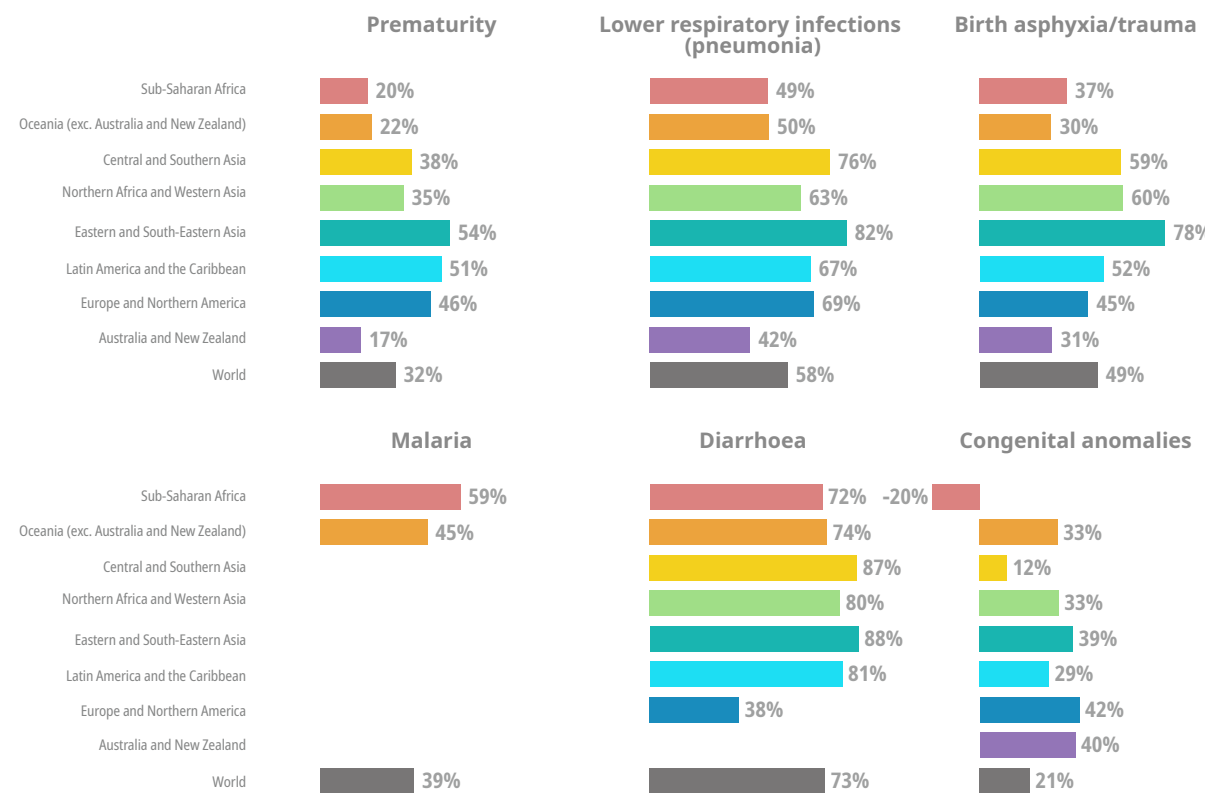 Prematurity
Lower respiratory infections
(pneumonia)
Birth asphyxia/trauma
Sub-Saharan Africa 20% 49% 37%
Oceania (exc. Australia and New Zealand) 22% 50% 30%
Central and Southern Asia 38% 76% 59%
Northern Africa and Western Asia 35% 63% 60%
Eastern and South-Eastern Asia 54% 82% 78%
Latin America and the Caribbean 51% 67% 52%
Europe and Northern America 46% 69% 45%
Australia and New Zealand 17% 42% 31%
World 32% 58% 49%
Malaria
Diarrhoea
Congenital anomalies
Sub-Saharan Africa 59% 72% -20%
Oceania (exc. Australia and New Zealand) 45% 74% 33%
Central and Southern Asia 87% 12%
Northern Africa and Western Asia 80% 33%
Eastern and South-Eastern Asia 88% 39%
Latin America and the Caribbean 81% 29%
Europe and Northern America 38% 42%
Australia and New Zealand 40%
World 39% 73% 21%